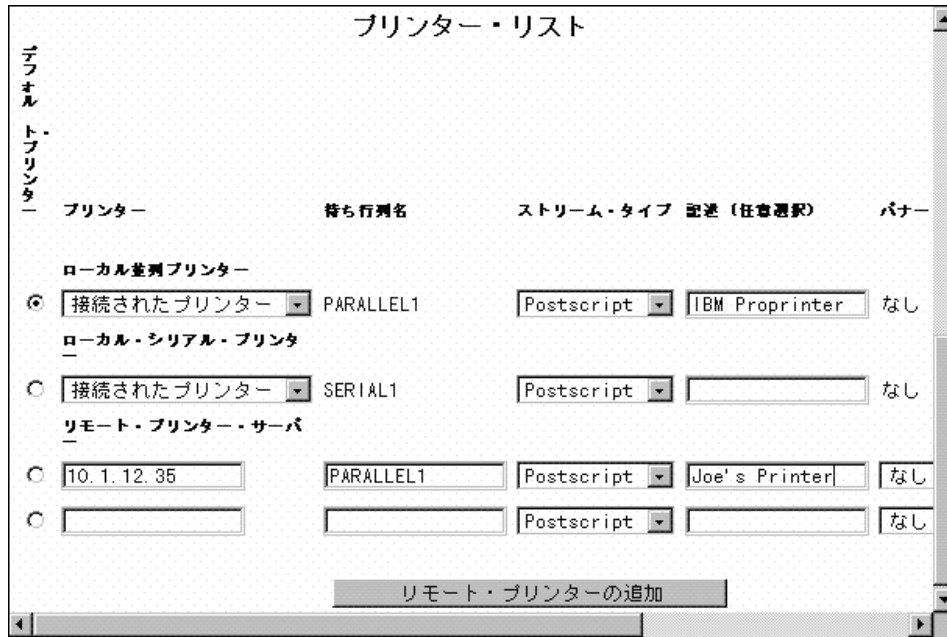 プリンター・リスト
デフォルト・プリンター
プリンター 待ち行列名 ストリーム・タイプ 記述（任意選択） バナー
ローカル並列プリンター
接続されたプリンター PARALLEL1 Postscript IBM Proprinter なし
ローカル・シリアル・プリンタ
ー
接続されたプリンター SERIAL1 Postscript なし
リモート・プリンター・サーバ
ー
10.1.12.35 PARALLEL1 Postscript Joe's Printer なし
Postscript なし
リモート・プリンターの追加